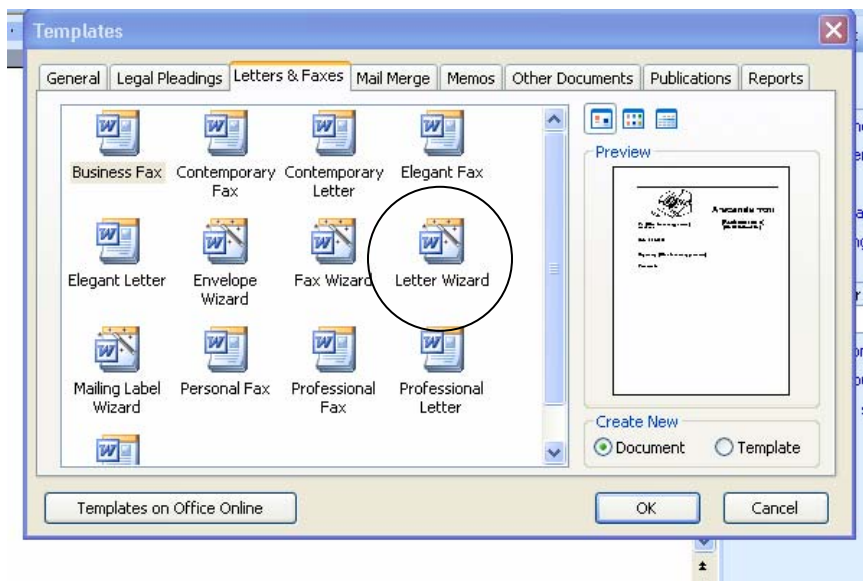 Templates
General Legal Pleadings Letters & Faxes Mail Merge Memos Other Documents Publications Reports
Business Fax Contemporary Fax Contemporary Letter Elegant Fax
Elegant Letter Envelope Wizard Fax Wizard Letter Wizard
Mailing Label Wizard Personal Fax Professional Fax Professional Letter
Preview
Create New
Document Template
Templates on Office Online OK Cancel